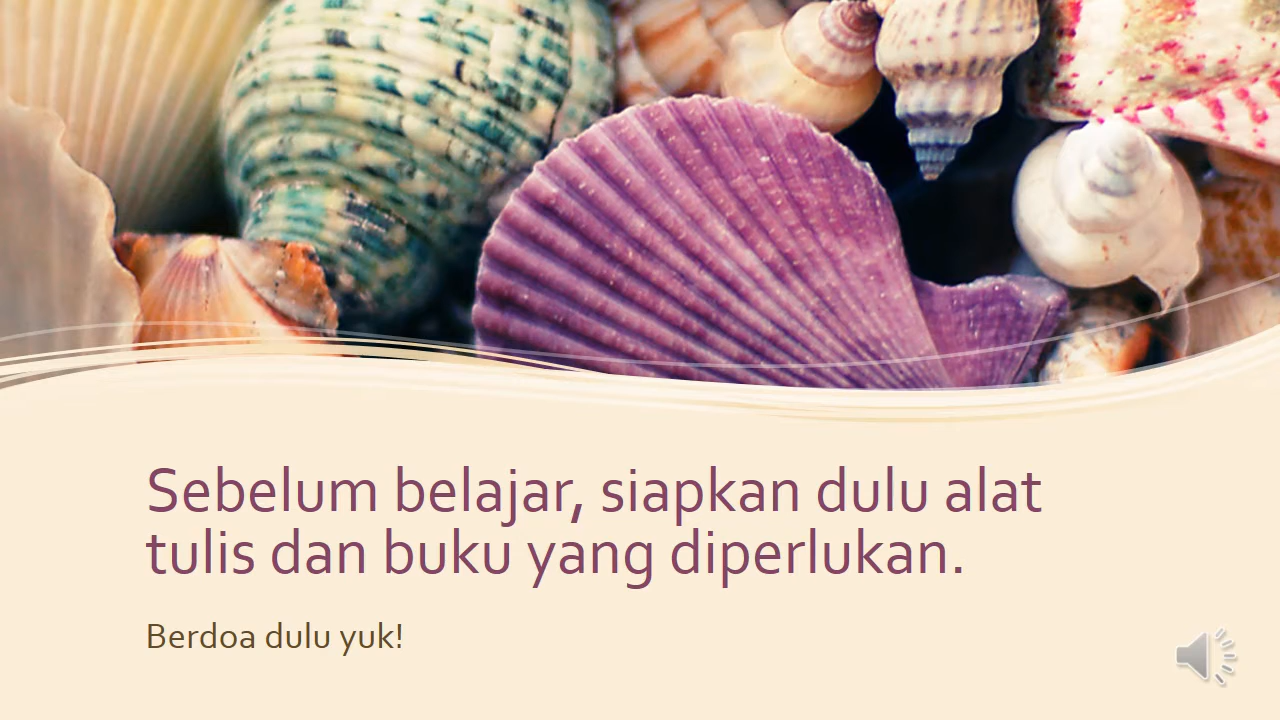 Sebelum belajar, siapkan dulu alat
tulis dan buku yang diperlukan.
Berdoa dulu yuk!